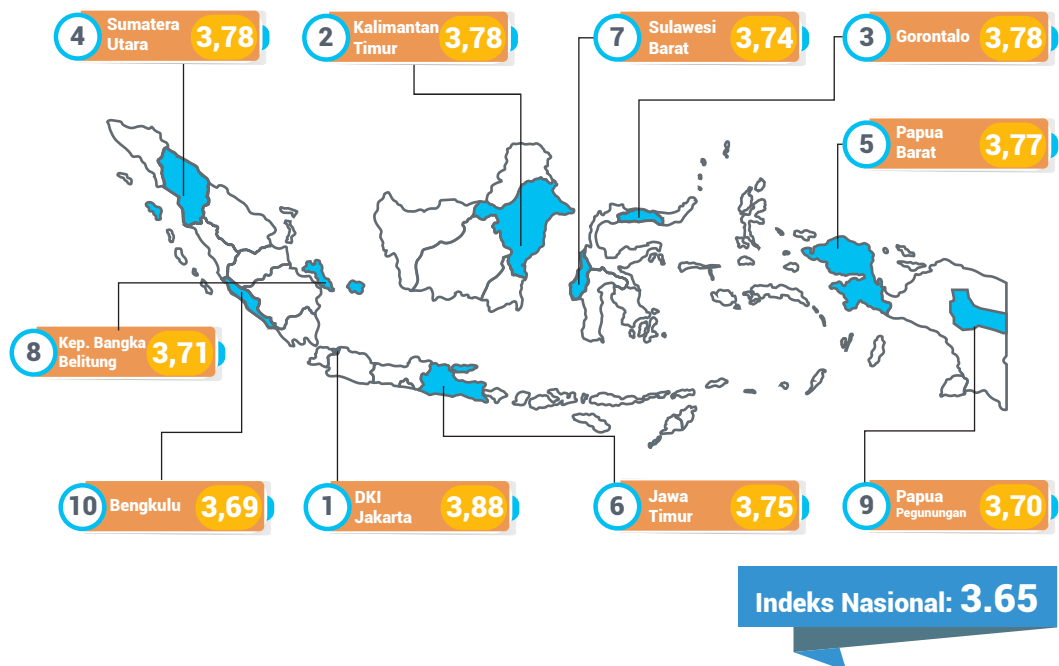 4
Sumatera
Utara
3,78
2
Kalimantan
Timur
3,78
7
Sulawesi
Barat
3,74
3
Gorontalo
3,78
5
Papua
Barat
3,77
8
Kep. Bangka
Belitung
3,71
10
Bengkulu
3,69
1
DKI
Jakarta
3,88
6
Jawa
Timur
3,75
9
Papua
Pegunungan
3,70
Indeks Nasional: 3.65